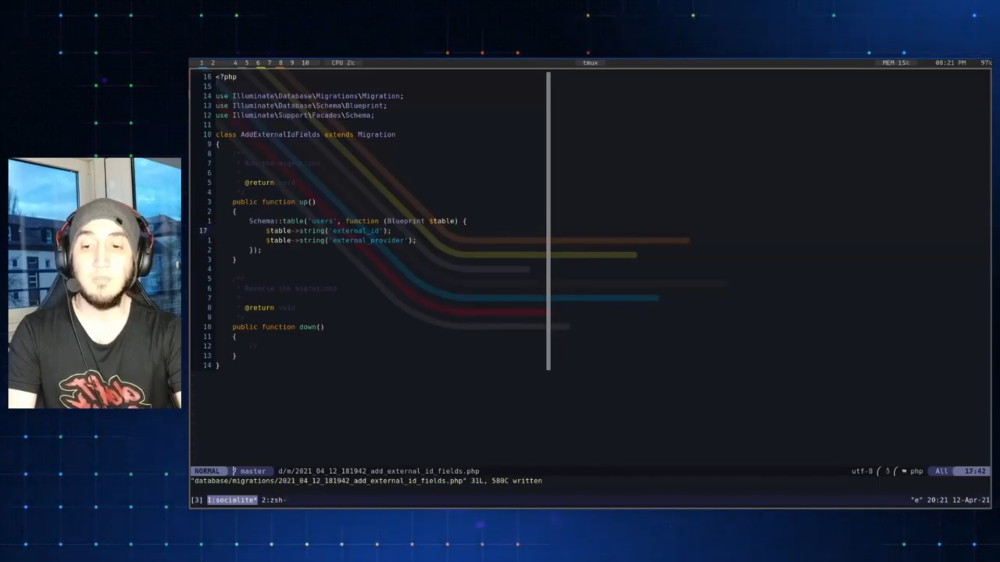 1 2 4 5 6 7 8 9 10 CPU 2% tmux MEM 15% 08:21 PM 97%
16 <?php
15
14 use Illuminate\Database\Migrations\Migration;
13 use Illuminate\Database\Schema\Blueprint;
12 use Illuminate\Support\Facades\Schema;
11
10 class AddExternalIdFields extends Migration
9 {
8 /**
7 * Run the migrations.
6 *
5 * @return void
4 */
3 public function up()
2 {
1 Schema::table('users', function (Blueprint $table) {
17 $table->string('external_id');
1 $table->string('external_provider');
2 });
3 }
4
5 /**
6 * Reverse the migrations
7 *
8 * @return void
9 */
10 public function down()
11 {
12 //
13 }
14 }
NORMAL master d/m/2021_04_12_181942_add_external_id_fields.php utf-8 php All 17:42
"database/migrations/2021_04_12_181942_add_external_id_fields.php" 31L, 580C written
[3] 1:socialite* 2:zsh- "e" 20:21 12-Apr-21